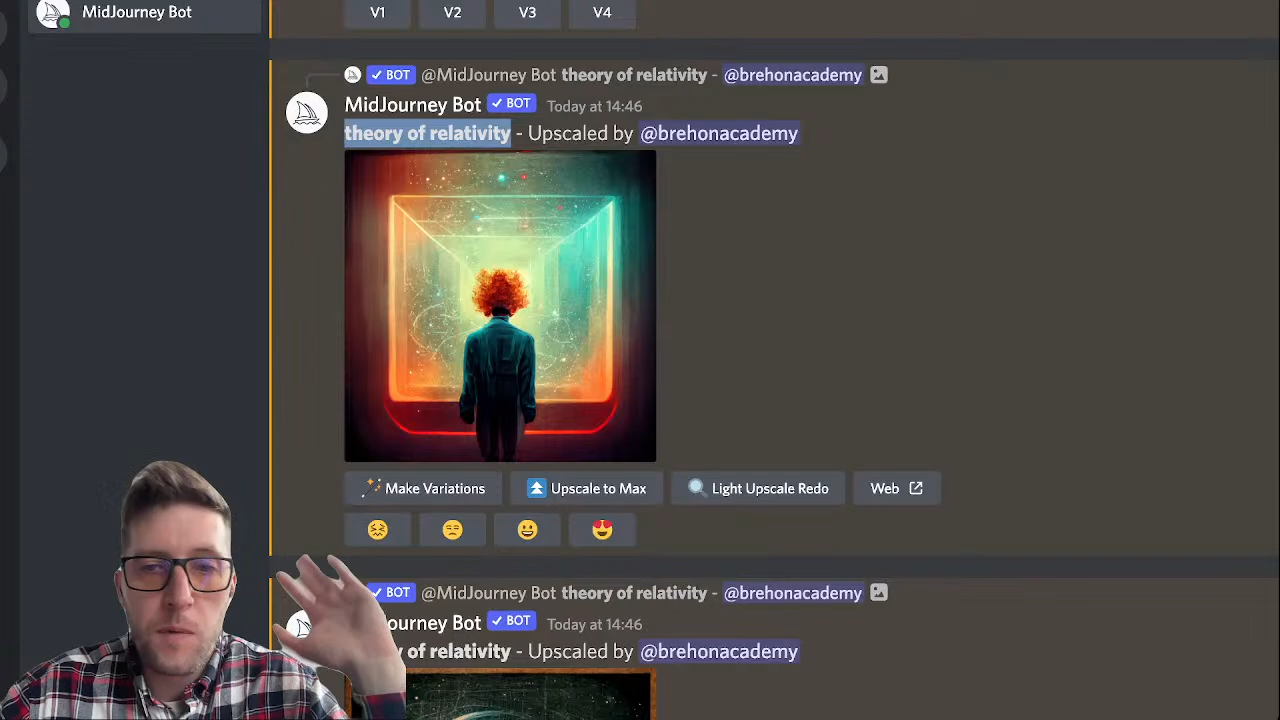 MidJourney Bot
V1 V2 V3 V4
BOT @MidJourney Bot theory of relativity - @brehonacademy
MidJourney Bot BOT Today at 14:46
theory of relativity - Upscaled by @brehonacademy
Make Variations Upscale to Max Light Upscale Redo Web
BOT @MidJourney Bot theory of relativity - @brehonacademy
ourney Bot BOT Today at 14:46
y of relativity - Upscaled by @brehonacademy